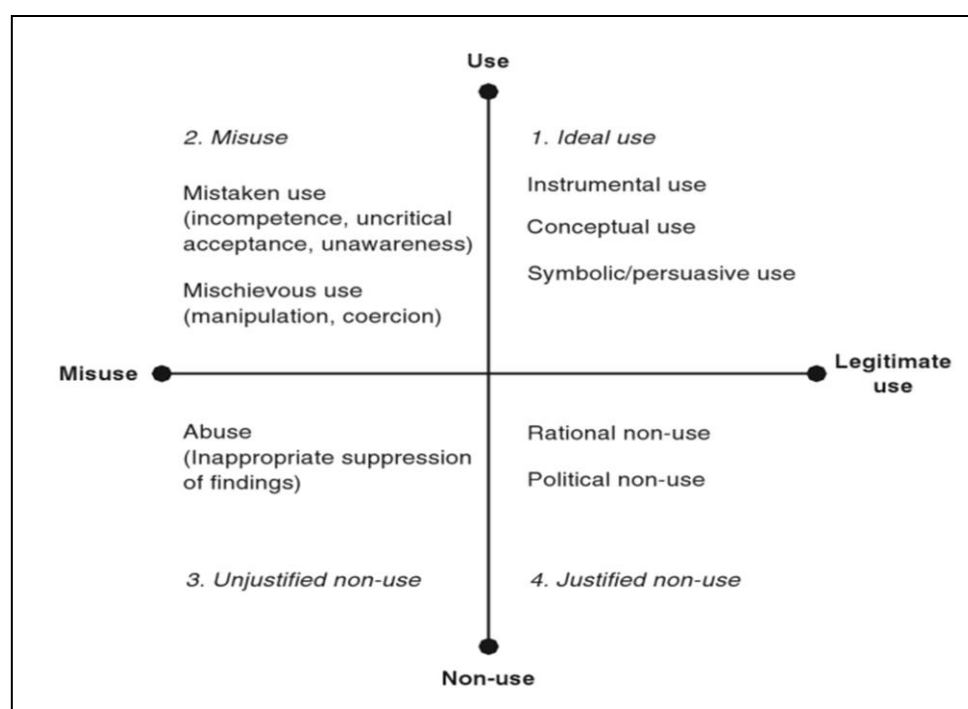 Use
2. Misuse
1. Ideal use
Mistaken use
(incompetence, uncritical
acceptance, unawareness)
Mischievous use
(manipulation, coercion)
Instrumental use
Conceptual use
Symbolic/persuasive use
Misuse
Legitimate
use
Abuse
(Inappropriate suppression
of findings)
Rational non-use
Political non-use
3. Unjustified non-use
4. Justified non-use
Non-use